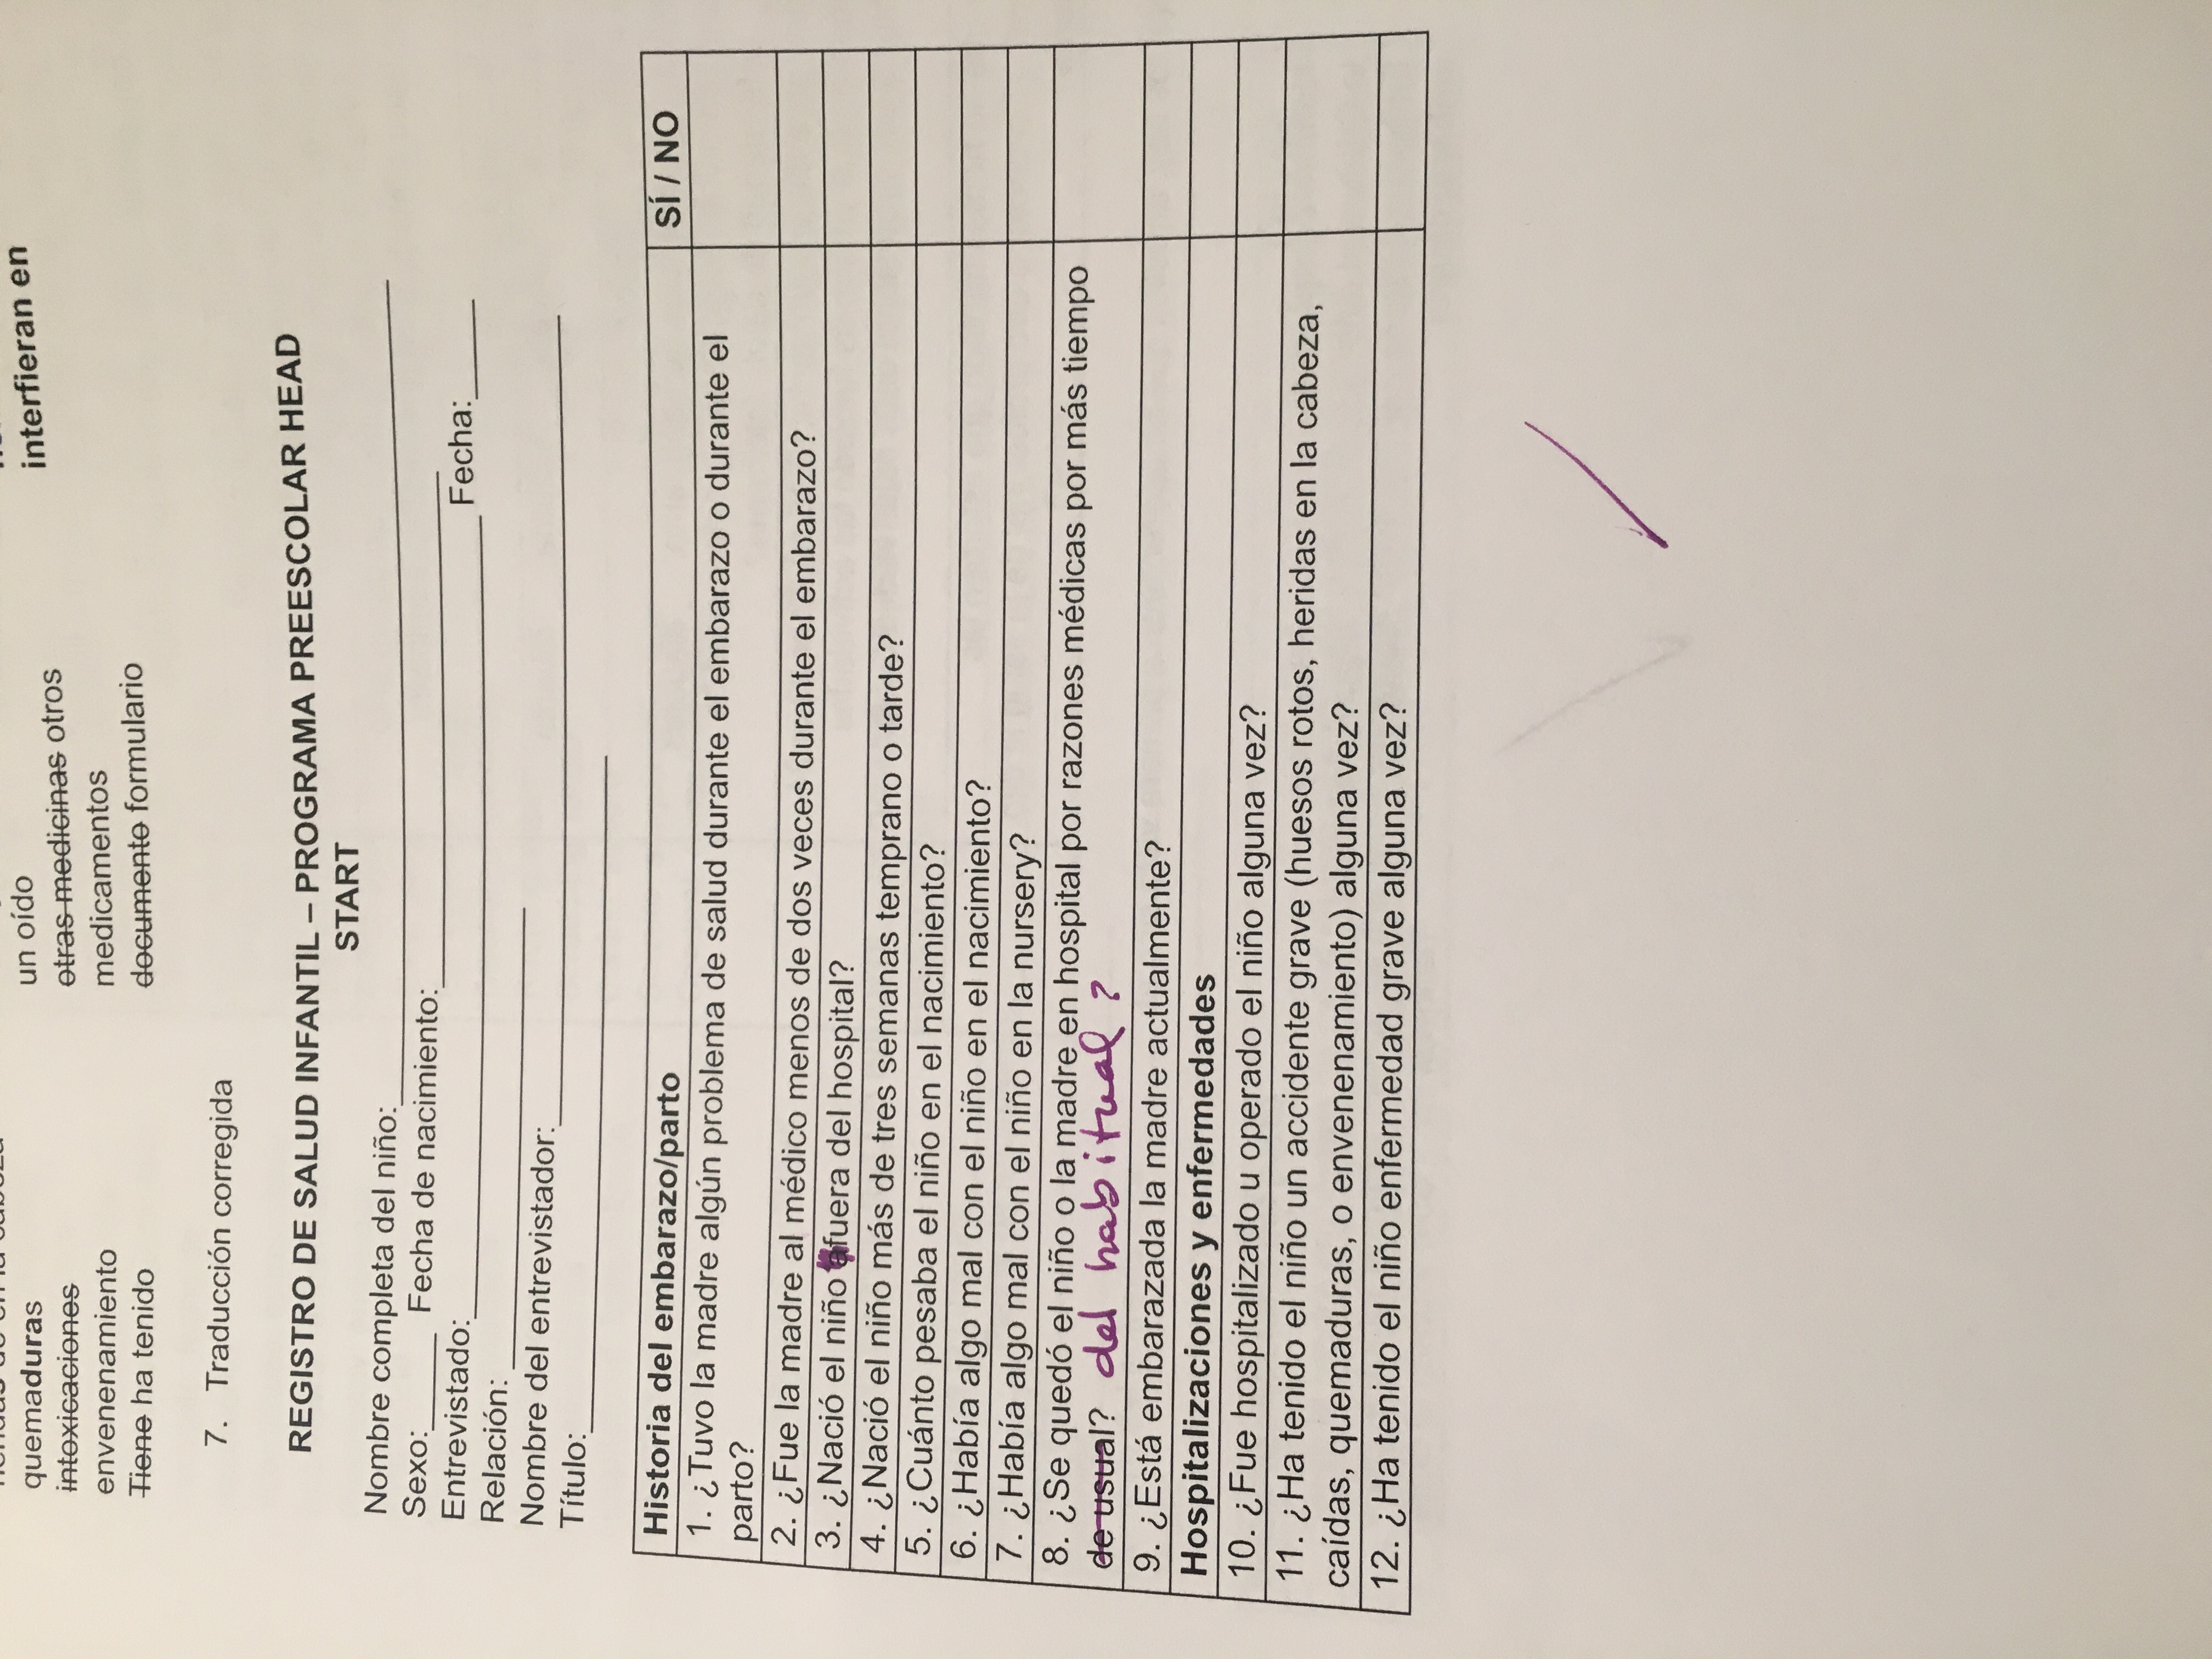 quemaduras
intoxicaciones
envenenamiento
Tiene ha tenido
un oído
otras medicinas otros
medicamentos
documento formulario
interfieran en
7. Traducción corregida
REGISTRO DE SALUD INFANTIL – PROGRAMA PREESCOLAR HEAD
START
Nombre completa del niño:
Sexo: Fecha de nacimiento:
Entrevistado: Fecha:
Relación:
Nombre del entrevistador:
Título:
Historia del embarazo/parto SÍ / NO
1. ¿Tuvo la madre algún problema de salud durante el embarazo o durante el
parto?
2. ¿Fue la madre al médico menos de dos veces durante el embarazo?
3. ¿Nació el niño afuera del hospital?
4. ¿Nació el niño más de tres semanas temprano o tarde?
5. ¿Cuánto pesaba el niño en el nacimiento?
6. ¿Había algo mal con el niño en el nacimiento?
7. ¿Había algo mal con el niño en la nursery?
8. ¿Se quedó el niño o la madre en hospital por razones médicas por más tiempo
de usual? del habitual?
9. ¿Está embarazada la madre actualmente?
Hospitalizaciones y enfermedades
10. ¿Fue hospitalizado u operado el niño alguna vez?
11. ¿Ha tenido el niño un accidente grave (huesos rotos, heridas en la cabeza,
caídas, quemaduras, o envenenamiento) alguna vez?
12. ¿Ha tenido el niño enfermedad grave alguna vez?